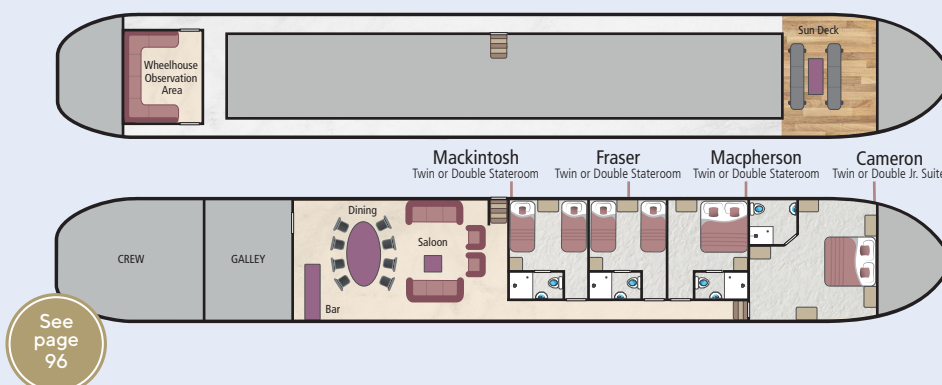 Wheelhouse
Observation
Area
Sun Deck
Mackintosh
Twin or Double Stateroom
Fraser
Twin or Double Stateroom
Macpherson
Twin or Double Stateroom
Cameron
Twin or Double Jr. Suite
CREW
GALLEY
Dining
Saloon
Bar
See
page
96